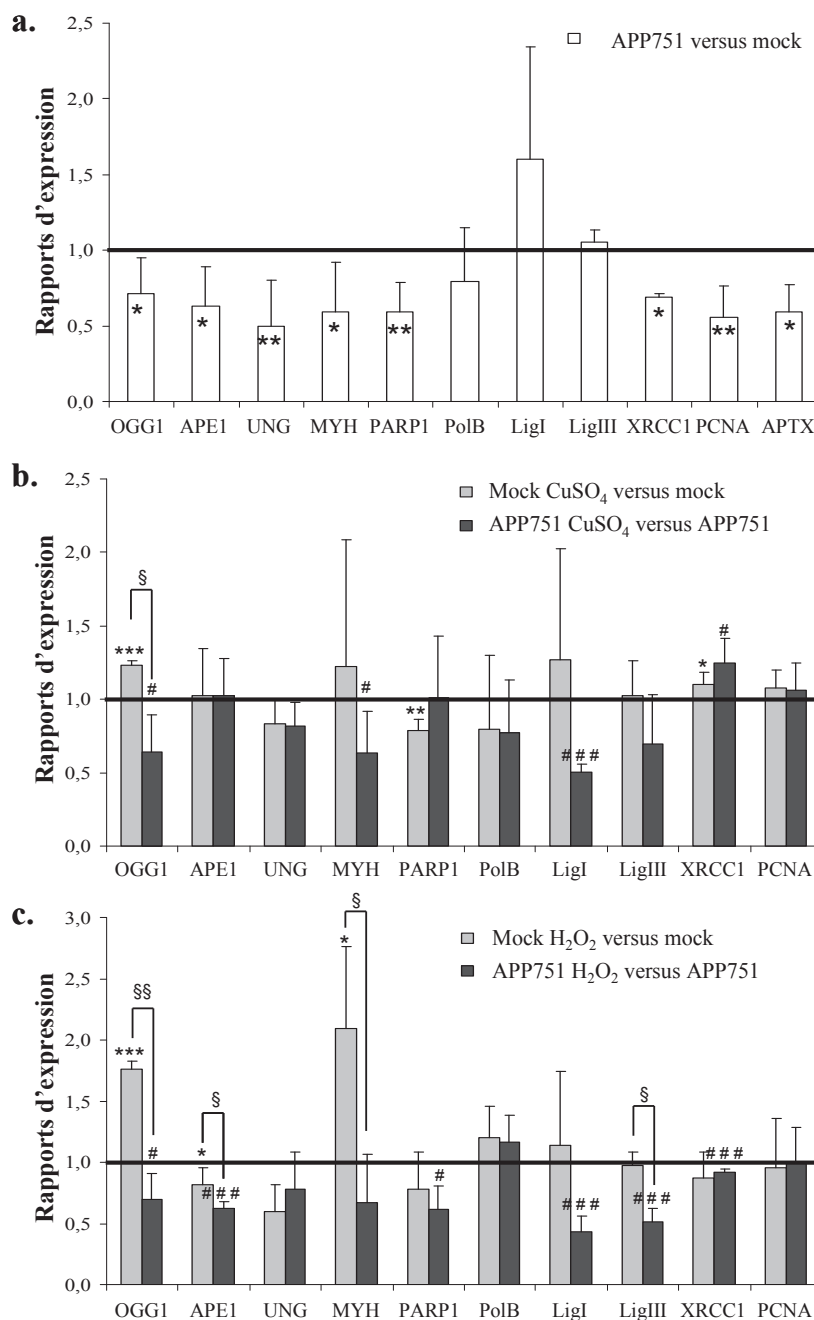 a.
Rapports d'expression
2,5
2,0
1,5
1,0
0,5
0,0
APP751 versus mock
* * ** * ** * ** *
OGG1 APE1 UNG MYH PARP1 PolB LigI LigIII XRCC1 PCNA APTX
b.
Rapports d'expression
2,5
2,0
1,5
1,0
0,5
0,0
Mock CuSO₄ versus mock
APP751 CuSO₄ versus APP751
§
*** # # ** # # # * #
OGG1 APE1 UNG MYH PARP1 PolB LigI LigIII XRCC1 PCNA
c.
Rapports d'expression
3,0
2,5
2,0
1,5
1,0
0,5
0,0
Mock H₂O₂ versus mock
APP751 H₂O₂ versus APP751
§§ § § §
*** # * # # # * # # # # # # # # # #
OGG1 APE1 UNG MYH PARP1 PolB LigI LigIII XRCC1 PCNA